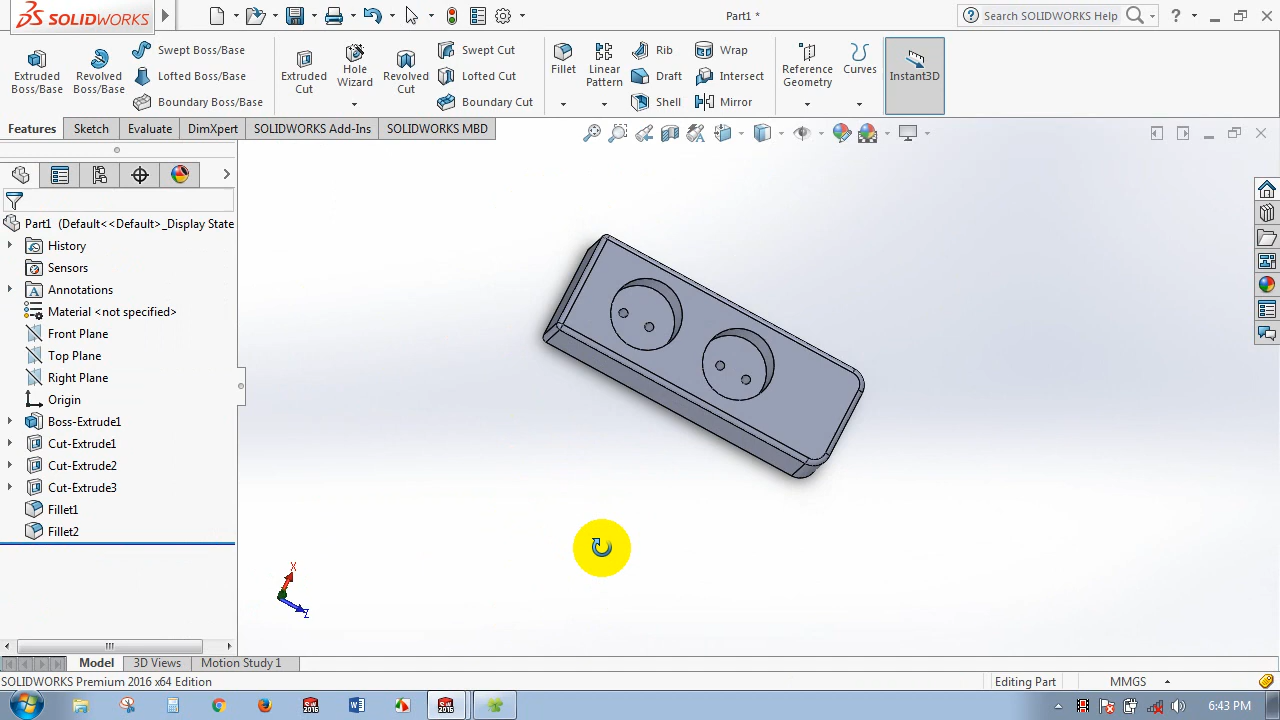 SOLIDWORKS
Part1 *
Search SOLIDWORKS Help
?
Extruded Boss/Base
Revolved Boss/Base
Swept Boss/Base
Lofted Boss/Base
Boundary Boss/Base
Extruded Cut
Hole Wizard
Revolved Cut
Swept Cut
Lofted Cut
Boundary Cut
Fillet
Linear Pattern
Rib
Draft
Shell
Wrap
Intersect
Mirror
Reference Geometry
Curves
Instant3D
Features
Sketch
Evaluate
DimXpert
SOLIDWORKS Add-Ins
SOLIDWORKS MBD
Part1 (Default<<Default>_Display State
History
Sensors
Annotations
Material <not specified>
Front Plane
Top Plane
Right Plane
Origin
Boss-Extrude1
Cut-Extrude1
Cut-Extrude2
Cut-Extrude3
Fillet1
Fillet2
X
Z
Model
3D Views
Motion Study 1
SOLIDWORKS Premium 2016 x64 Edition
Editing Part
MMGS
6:43 PM